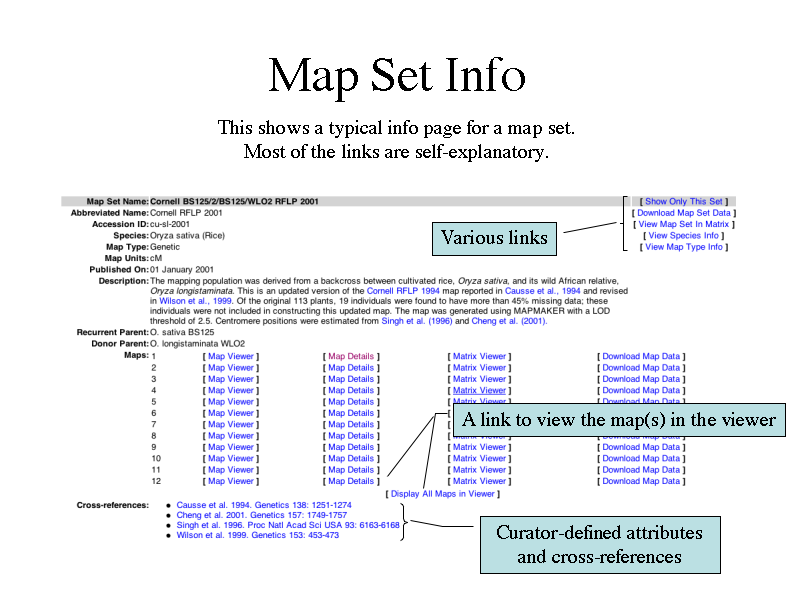 Map Set Info
This shows a typical info page for a map set.
Most of the links are self-explanatory.
Map Set Name: Cornell BS125/2/BS125/WLO2 RFLP 2001 [ Show Only This Set ]
Abbreviated Name: Cornell RFLP 2001 [ Download Map Set Data ]
Accession ID: cu-sl-2001 [ View Map Set In Matrix ]
Species: Oryza sativa (Rice) [ View Species Info ]
Map Type: Genetic [ View Map Type Info ]
Various links
Map Units: cM
Published On: 01 January 2001
Description: The mapping population was derived from a backcross between cultivated rice, Oryza sativa, and its wild African relative,
Oryza longistaminata. This is an updated version of the Cornell RFLP 1994 map reported in Causse et al., 1994 and revised
in Wilson et al., 1999. Of the original 113 plants, 19 individuals were found to have more than 45% missing data; these
individuals were not included in constructing this updated map. The map was generated using MAPMAKER with a LOD
threshold of 2.5. Centromere positions were estimated from Singh et al. (1996) and Cheng et al. (2001).
Recurrent Parent: O. sativa BS125
Donor Parent: O. longistaminata WLO2
Maps: 1 [ Map Viewer ] [ Map Details ] [ Matrix Viewer ] [ Download Map Data ]
2 [ Map Viewer ] [ Map Details ] [ Matrix Viewer ] [ Download Map Data ]
3 [ Map Viewer ] [ Map Details ] [ Matrix Viewer ] [ Download Map Data ]
4 [ Map Viewer ] [ Map Details ] [ Matrix Viewer ] [ Download Map Data ]
5 [ Map Viewer ] [ Map Details ] [ Matrix Viewer ] [ Download Map Data ]
6 [ Map Viewer ] [ Map Details ] [
A link to view the map(s) in the viewer
7 [ Map Viewer ] [ Map Details ] [
8 [ Map Viewer ] [ Map Details ] [ Matrix Viewer ] [ Download Map Data ]
9 [ Map Viewer ] [ Map Details ] [ Matrix Viewer ] [ Download Map Data ]
10 [ Map Viewer ] [ Map Details ] [ Matrix Viewer ] [ Download Map Data ]
11 [ Map Viewer ] [ Map Details ] [ Matrix Viewer ] [ Download Map Data ]
12 [ Map Viewer ] [ Map Details ] [ Matrix Viewer ] [ Download Map Data ]
[ Display All Maps in Viewer ]
Cross-references: • Causse et al. 1994. Genetics 138: 1251-1274
• Cheng et al. 2001. Genetics 157: 1749-1757
• Singh et al. 1996. Proc Natl Acad Sci USA 93: 6163-6168
• Wilson et al. 1999. Genetics 153: 453-473
Curator-defined attributes
and cross-references